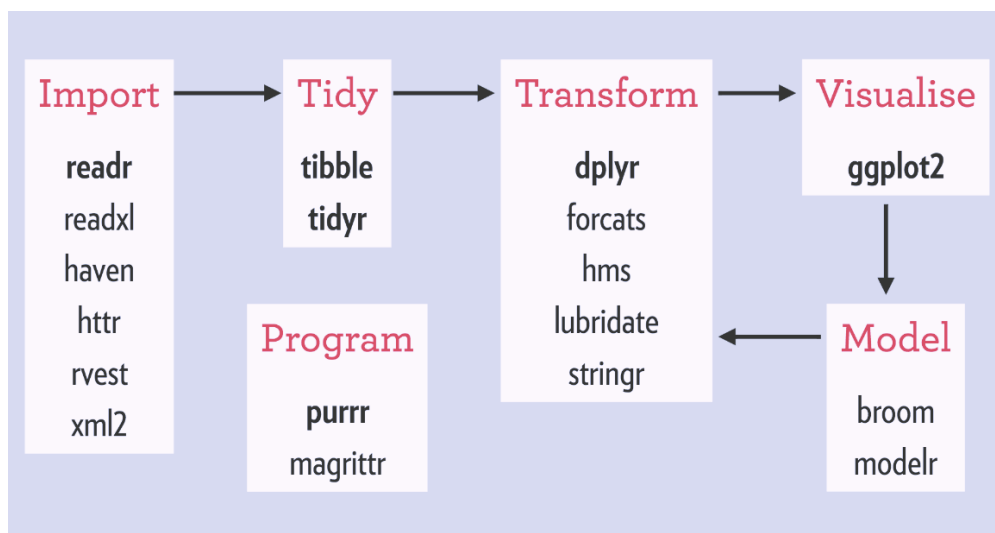 Import
readr
readxl
haven
httr
rvest
xml2
Tidy
tibble
tidyr
Program
purrr
magrittr
Transform
dplyr
forcats
hms
lubridate
stringr
Visualise
ggplot2
Model
broom
modelr